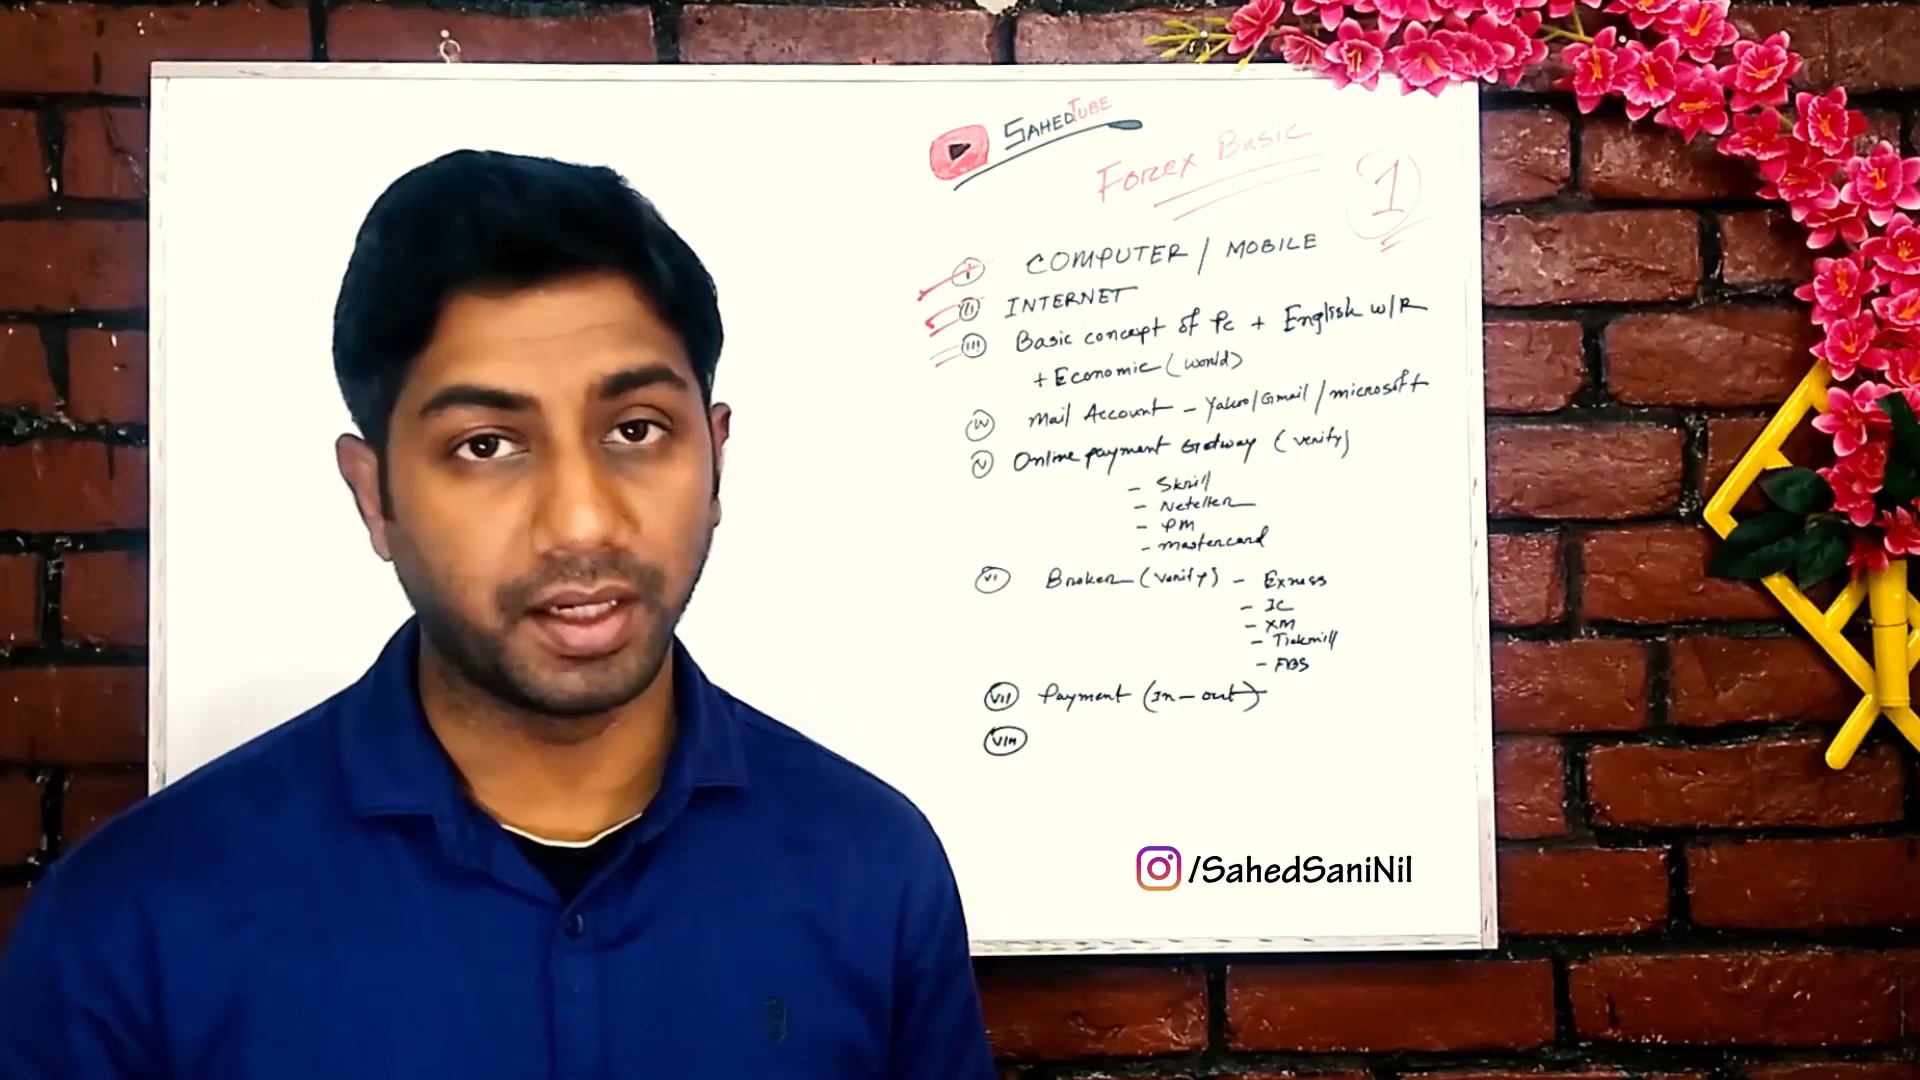 SAHEDTUBE
Forex Basic
1
I COMPUTER / MOBILE
II INTERNET
III Basic concept of Pc + English w/R
+ Economic (world)
IV Mail Account - Yahoo/Gmail/microsoft
V Online payment Getway (verify)
- Skrill
- Neteller
- PM
- mastercard
VI Broker (verify) - Exness
- IC
- XM
- Tickmill
- FBS
VII Payment (In-out)
VIII
/SahedSaniNil